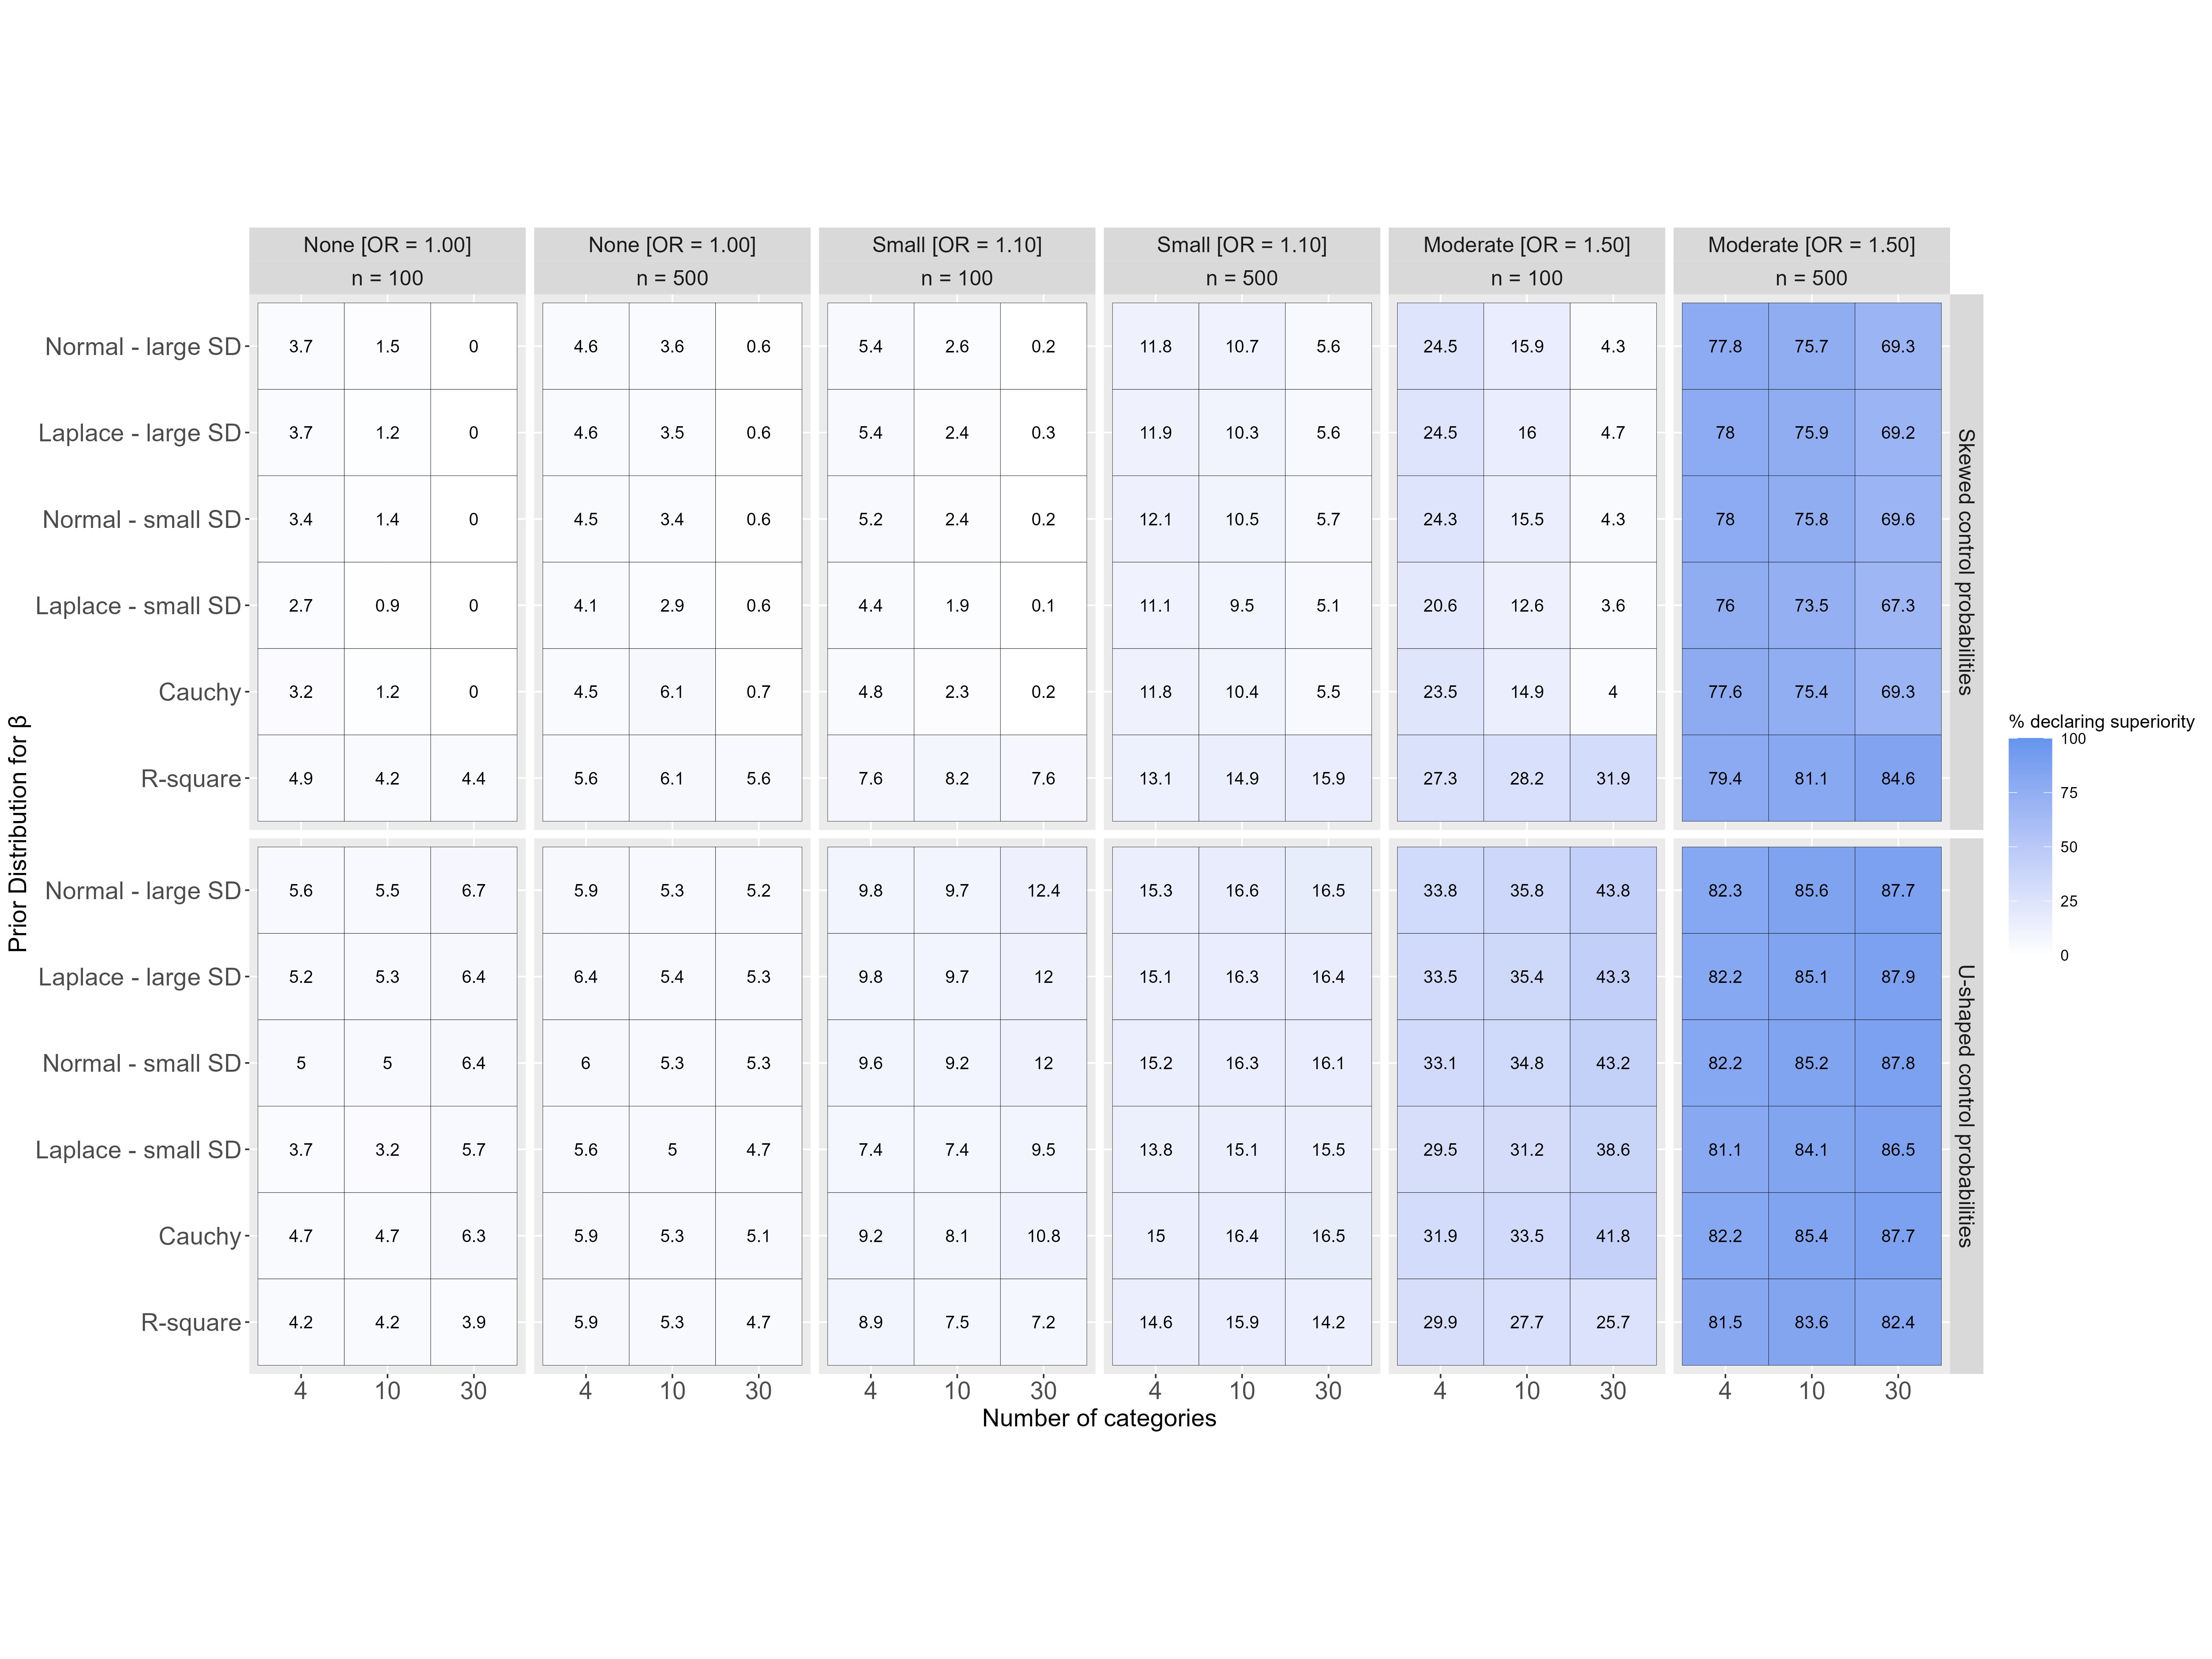 None [OR = 1.00] None [OR = 1.00] Small [OR = 1.10] Small [OR = 1.10] Moderate [OR = 1.50] Moderate [OR = 1.50]
n = 100 n = 500 n = 100 n = 500 n = 100 n = 500
Prior Distribution for β
Skewed control probabilities
Normal - large SD 3.7 1.5 0 4.6 3.6 0.6 5.4 2.6 0.2 11.8 10.7 5.6 24.5 15.9 4.3 77.8 75.7 69.3
Laplace - large SD 3.7 1.2 0 4.6 3.5 0.6 5.4 2.4 0.3 11.9 10.3 5.6 24.5 16 4.7 78 75.9 69.2
Normal - small SD 3.4 1.4 0 4.5 3.4 0.6 5.2 2.4 0.2 12.1 10.5 5.7 24.3 15.5 4.3 78 75.8 69.6
Laplace - small SD 2.7 0.9 0 4.1 2.9 0.6 4.4 1.9 0.1 11.1 9.5 5.1 20.6 12.6 3.6 76 73.5 67.3
Cauchy 3.2 1.2 0 4.5 6.1 0.7 4.8 2.3 0.2 11.8 10.4 5.5 23.5 14.9 4 77.6 75.4 69.3
R-square 4.9 4.2 4.4 5.6 6.1 5.6 7.6 8.2 7.6 13.1 14.9 15.9 27.3 28.2 31.9 79.4 81.1 84.6
U-shaped control probabilities
Normal - large SD 5.6 5.5 6.7 5.9 5.3 5.2 9.8 9.7 12.4 15.3 16.6 16.5 33.8 35.8 43.8 82.3 85.6 87.7
Laplace - large SD 5.2 5.3 6.4 6.4 5.4 5.3 9.8 9.7 12 15.1 16.3 16.4 33.5 35.4 43.3 82.2 85.1 87.9
Normal - small SD 5 5 6.4 6 5.3 5.3 9.6 9.2 12 15.2 16.3 16.1 33.1 34.8 43.2 82.2 85.2 87.8
Laplace - small SD 3.7 3.2 5.7 5.6 5 4.7 7.4 7.4 9.5 13.8 15.1 15.5 29.5 31.2 38.6 81.1 84.1 86.5
Cauchy 4.7 4.7 6.3 5.9 5.3 5.1 9.2 8.1 10.8 15 16.4 16.5 31.9 33.5 41.8 82.2 85.4 87.7
R-square 4.2 4.2 3.9 5.9 5.3 4.7 8.9 7.5 7.2 14.6 15.9 14.2 29.9 27.7 25.7 81.5 83.6 82.4
4 10 30 4 10 30 4 10 30 4 10 30 4 10 30 4 10 30
Number of categories
% declaring superiority
100
75
50
25
0